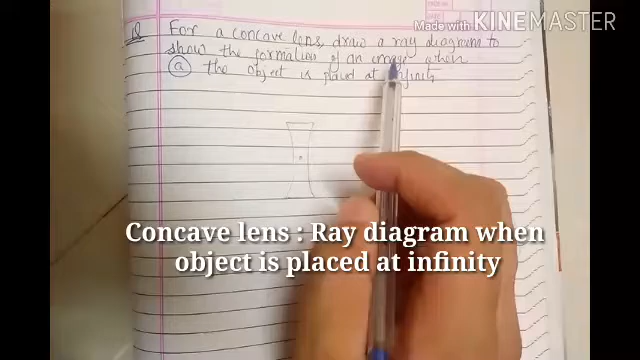 Made with KINEMASTER
Q For a concave lens, draw a ray diagram to
show the formation of an image when
a the object is placed at infinity
Concave lens : Ray diagram when
object is placed at infinity